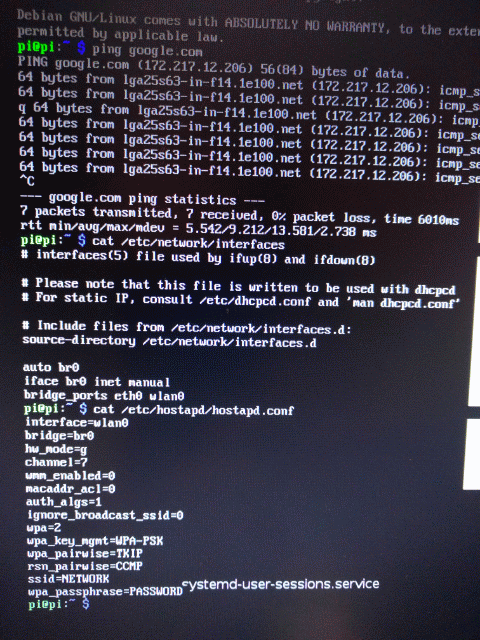 Debian GNU/Linux comes with ABSOLUTELY NO WARRANTY, to the exten
permitted by applicable law.
pi@pi:~ $ ping google.com
PING google.com (172.217.12.206) 56(84) bytes of data.
64 bytes from lga25s63-in-f14.1e100.net (172.217.12.206): icmp_se
64 bytes from lga25s63-in-f14.1e100.net (172.217.12.206): icmp_se
q 64 bytes from lga25s63-in-f14.1e100.net (172.217.12.206): icmp_
64 bytes from lga25s63-in-f14.1e100.net (172.217.12.206): icmp_se
64 bytes from lga25s63-in-f14.1e100.net (172.217.12.206): icmp_se
64 bytes from lga25s63-in-f14.1e100.net (172.217.12.206): icmp_se
64 bytes from lga25s63-in-f14.1e100.net (172.217.12.206): icmp_se
^C
--- google.com ping statistics ---
7 packets transmitted, 7 received, 0% packet loss, time 6010ms
rtt min/avg/max/mdev = 5.542/9.212/13.581/2.738 ms
pi@pi:~ $ cat /etc/network/interfaces
# interfaces(5) file used by ifup(8) and ifdown(8)
# Please note that this file is written to be used with dhcpcd
# For static IP, consult /etc/dhcpcd.conf and 'man dhcpcd.conf'
# Include files from /etc/network/interfaces.d:
source-directory /etc/network/interfaces.d
auto br0
iface br0 inet manual
bridge_ports eth0 wlan0
pi@pi:~ $ cat /etc/hostapd/hostapd.conf
interface=wlan0
bridge=br0
hw_mode=g
channel=7
wmm_enabled=0
macaddr_acl=0
auth_algs=1
ignore_broadcast_ssid=0
wpa=2
wpa_key_mgmt=WPA-PSK
wpa_pairwise=TKIP
rsn_pairwise=CCMP
ssid=NETWORK
wpa_passphrase=PASSWORD ystemd-user-sessions.service
pi@pi:~ $